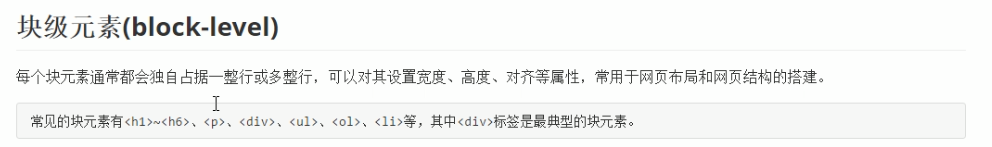 块级元素(block-level)
每个块元素通常都会独自占据一整行或多整行，可以对其设置宽度、高度、对齐等属性，常用于网页布局和网页结构的搭建。
常见的块元素有<h1>~<h6>、<p>、<div>、<ul>、<ol>、<li>等，其中<div>标签是最典型的块元素。